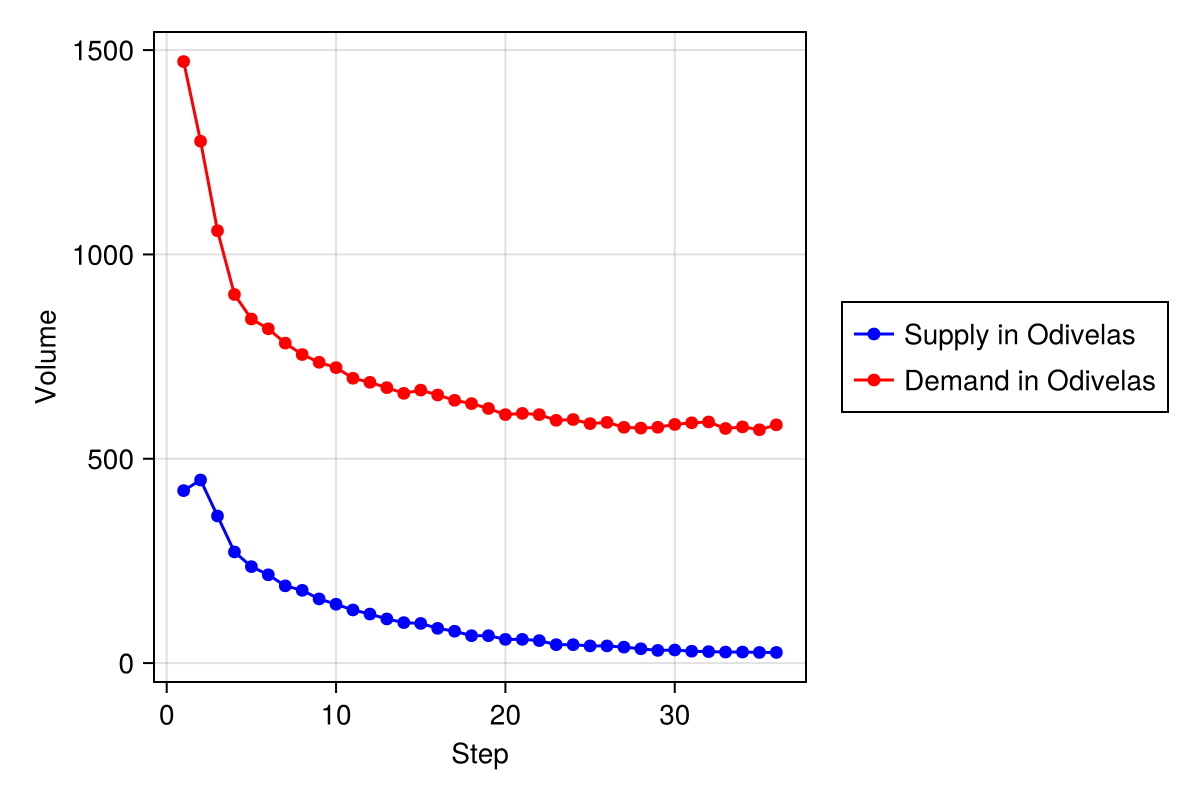 1500
1000
500
0
Volume
0 10 20 30
Step
Supply in Odivelas
Demand in Odivelas